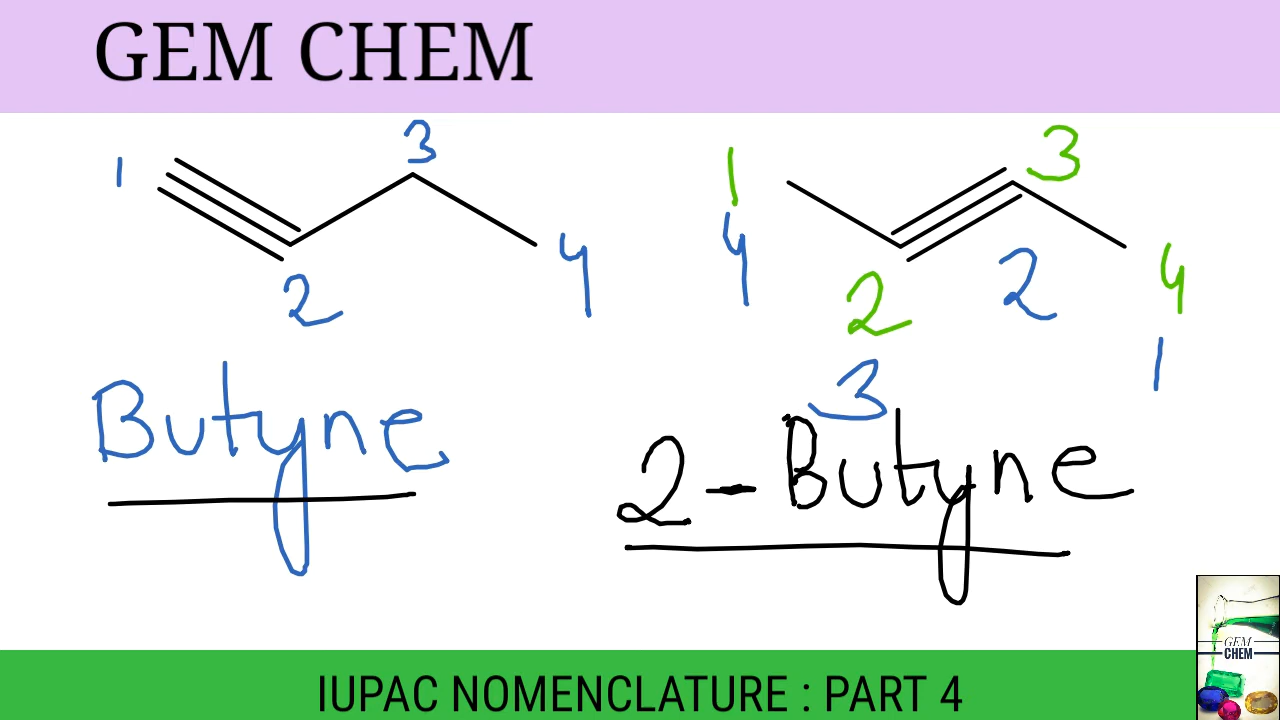 GEM CHEM
1 3
2 4
1 3
4 2 2 4
3 1
Butyne
2-Butyne
GEM
CHEM
IUPAC NOMENCLATURE : PART 4